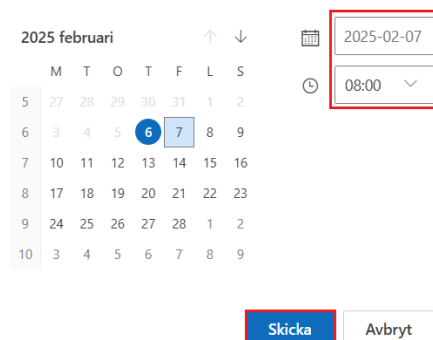 2025 februari
2025-02-07
M T O T F L S
08:00
5 27 28 29 30 31 1 2
6 3 4 5 6 7 8 9
7 10 11 12 13 14 15 16
8 17 18 19 20 21 22 23
9 24 25 26 27 28 1 2
10 3 4 5 6 7 8 9
Skicka Avbryt